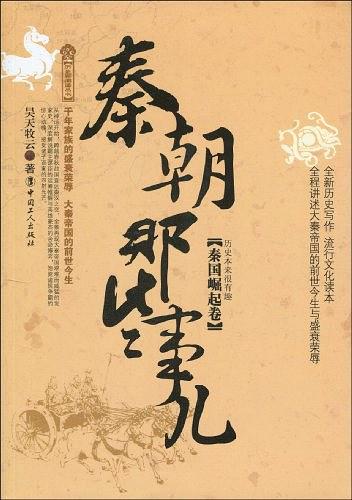 秦朝那些事儿
历史本来很有趣
【秦国崛起卷】
全新历史写作 流行文化读本
全程讲述大秦帝国的前世今生与盛衰荣辱
千年家族的盛衰荣辱 大秦帝国的前世今生
昊天牧云 著
中国工人出版社